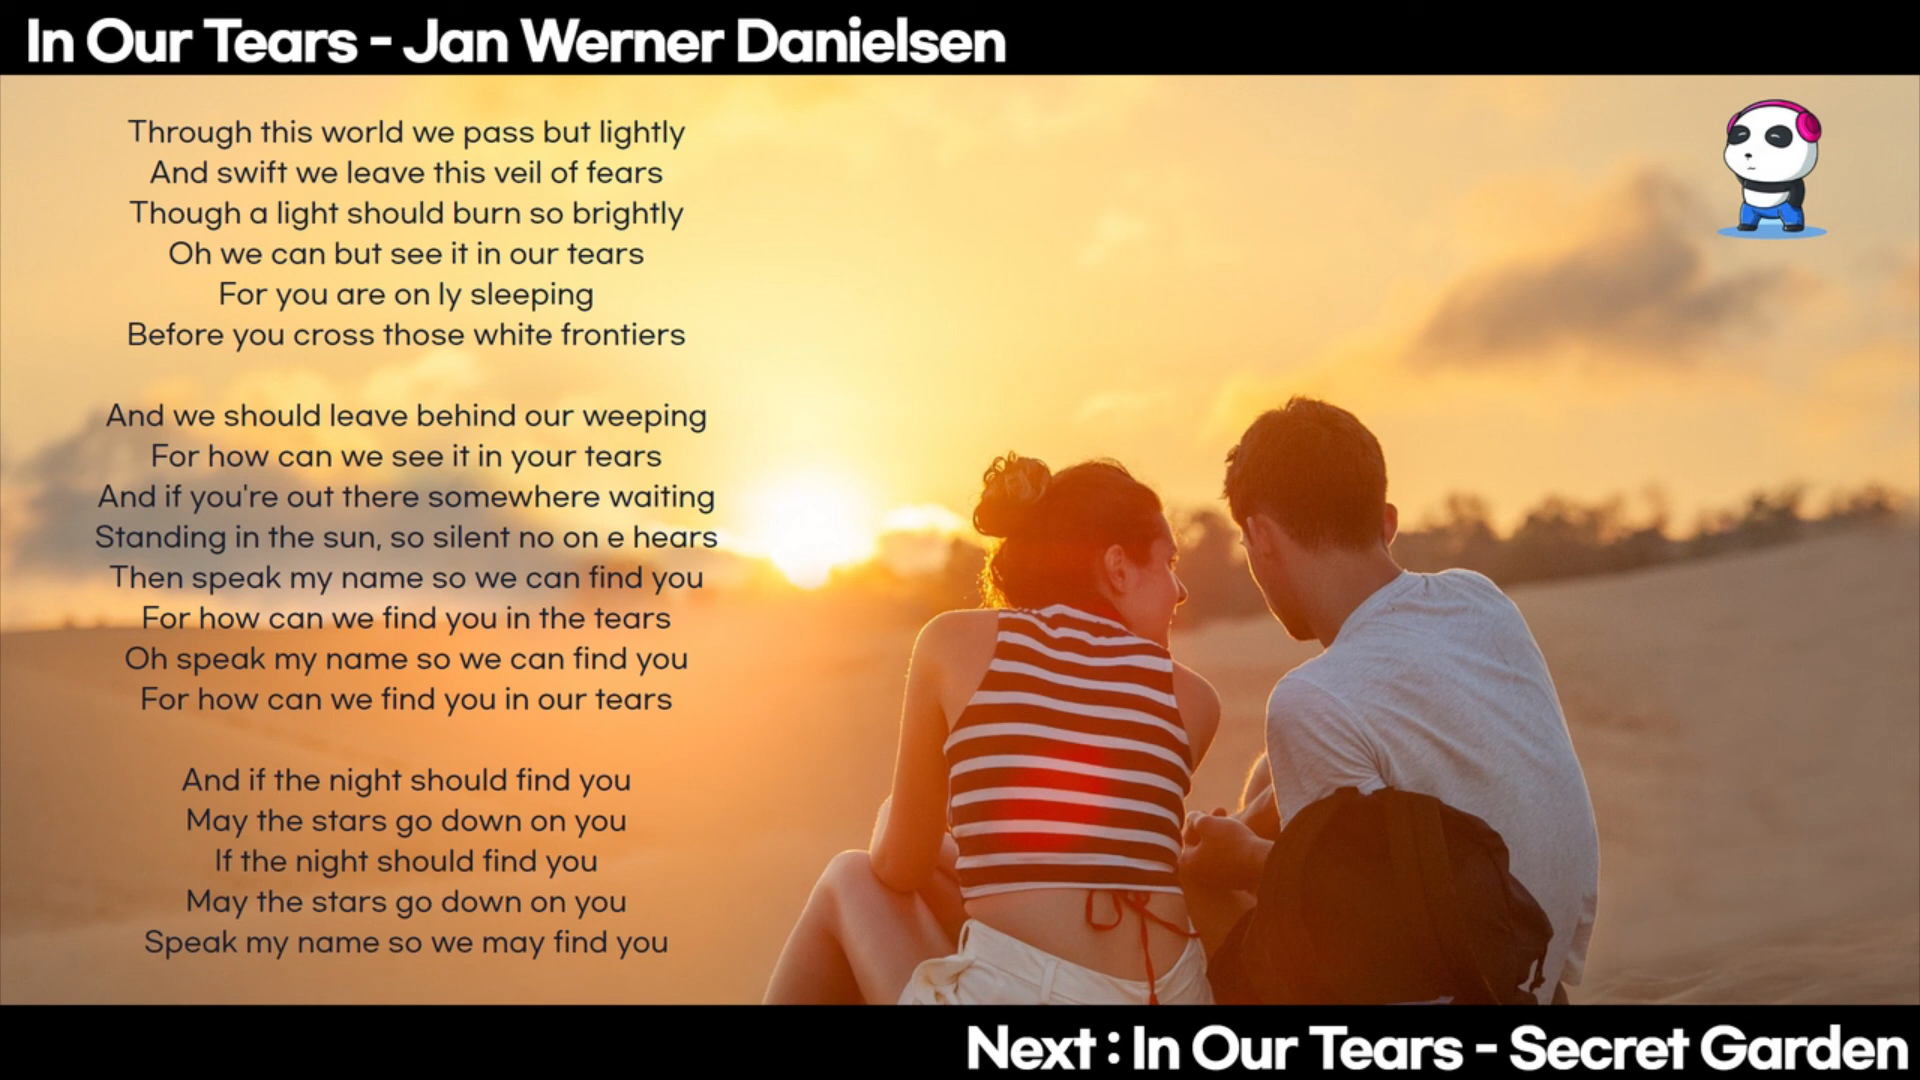 In Our Tears - Jan Werner Danielsen
Through this world we pass but lightly
And swift we leave this veil of fears
Though a light should burn so brightly
Oh we can but see it in our tears
For you are on ly sleeping
Before you cross those white frontiers
And we should leave behind our weeping
For how can we see it in your tears
And if you're out there somewhere waiting
Standing in the sun, so silent no on e hears
Then speak my name so we can find you
For how can we find you in the tears
Oh speak my name so we can find you
For how can we find you in our tears
And if the night should find you
May the stars go down on you
If the night should find you
May the stars go down on you
Speak my name so we may find you
Next : In Our Tears - Secret Garden